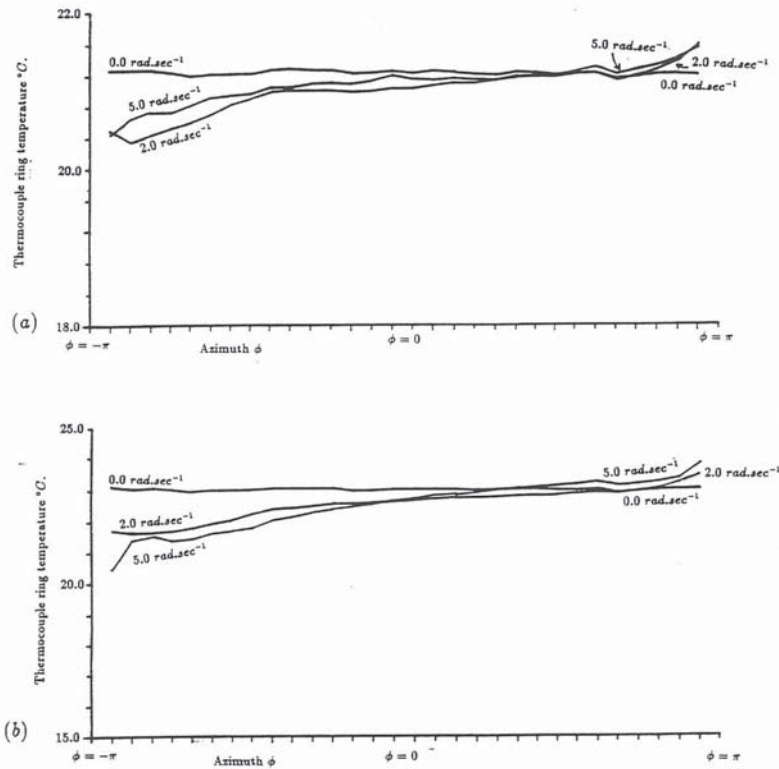 22.0
Thermocouple ring temperature °C.
20.0
18.0
0.0 rad.sec⁻¹
5.0 rad.sec⁻¹
2.0 rad.sec⁻¹
5.0 rad.sec⁻¹
2.0 rad.sec⁻¹
0.0 rad.sec⁻¹
(a)
ϕ = −π
Azimuth ϕ
ϕ = 0
ϕ = π
25.0
Thermocouple ring temperature °C.
20.0
15.0
0.0 rad.sec⁻¹
2.0 rad.sec⁻¹
5.0 rad.sec⁻¹
5.0 rad.sec⁻¹
2.0 rad.sec⁻¹
0.0 rad.sec⁻¹
(b)
ϕ = −π
Azimuth ϕ
ϕ = 0
ϕ = π